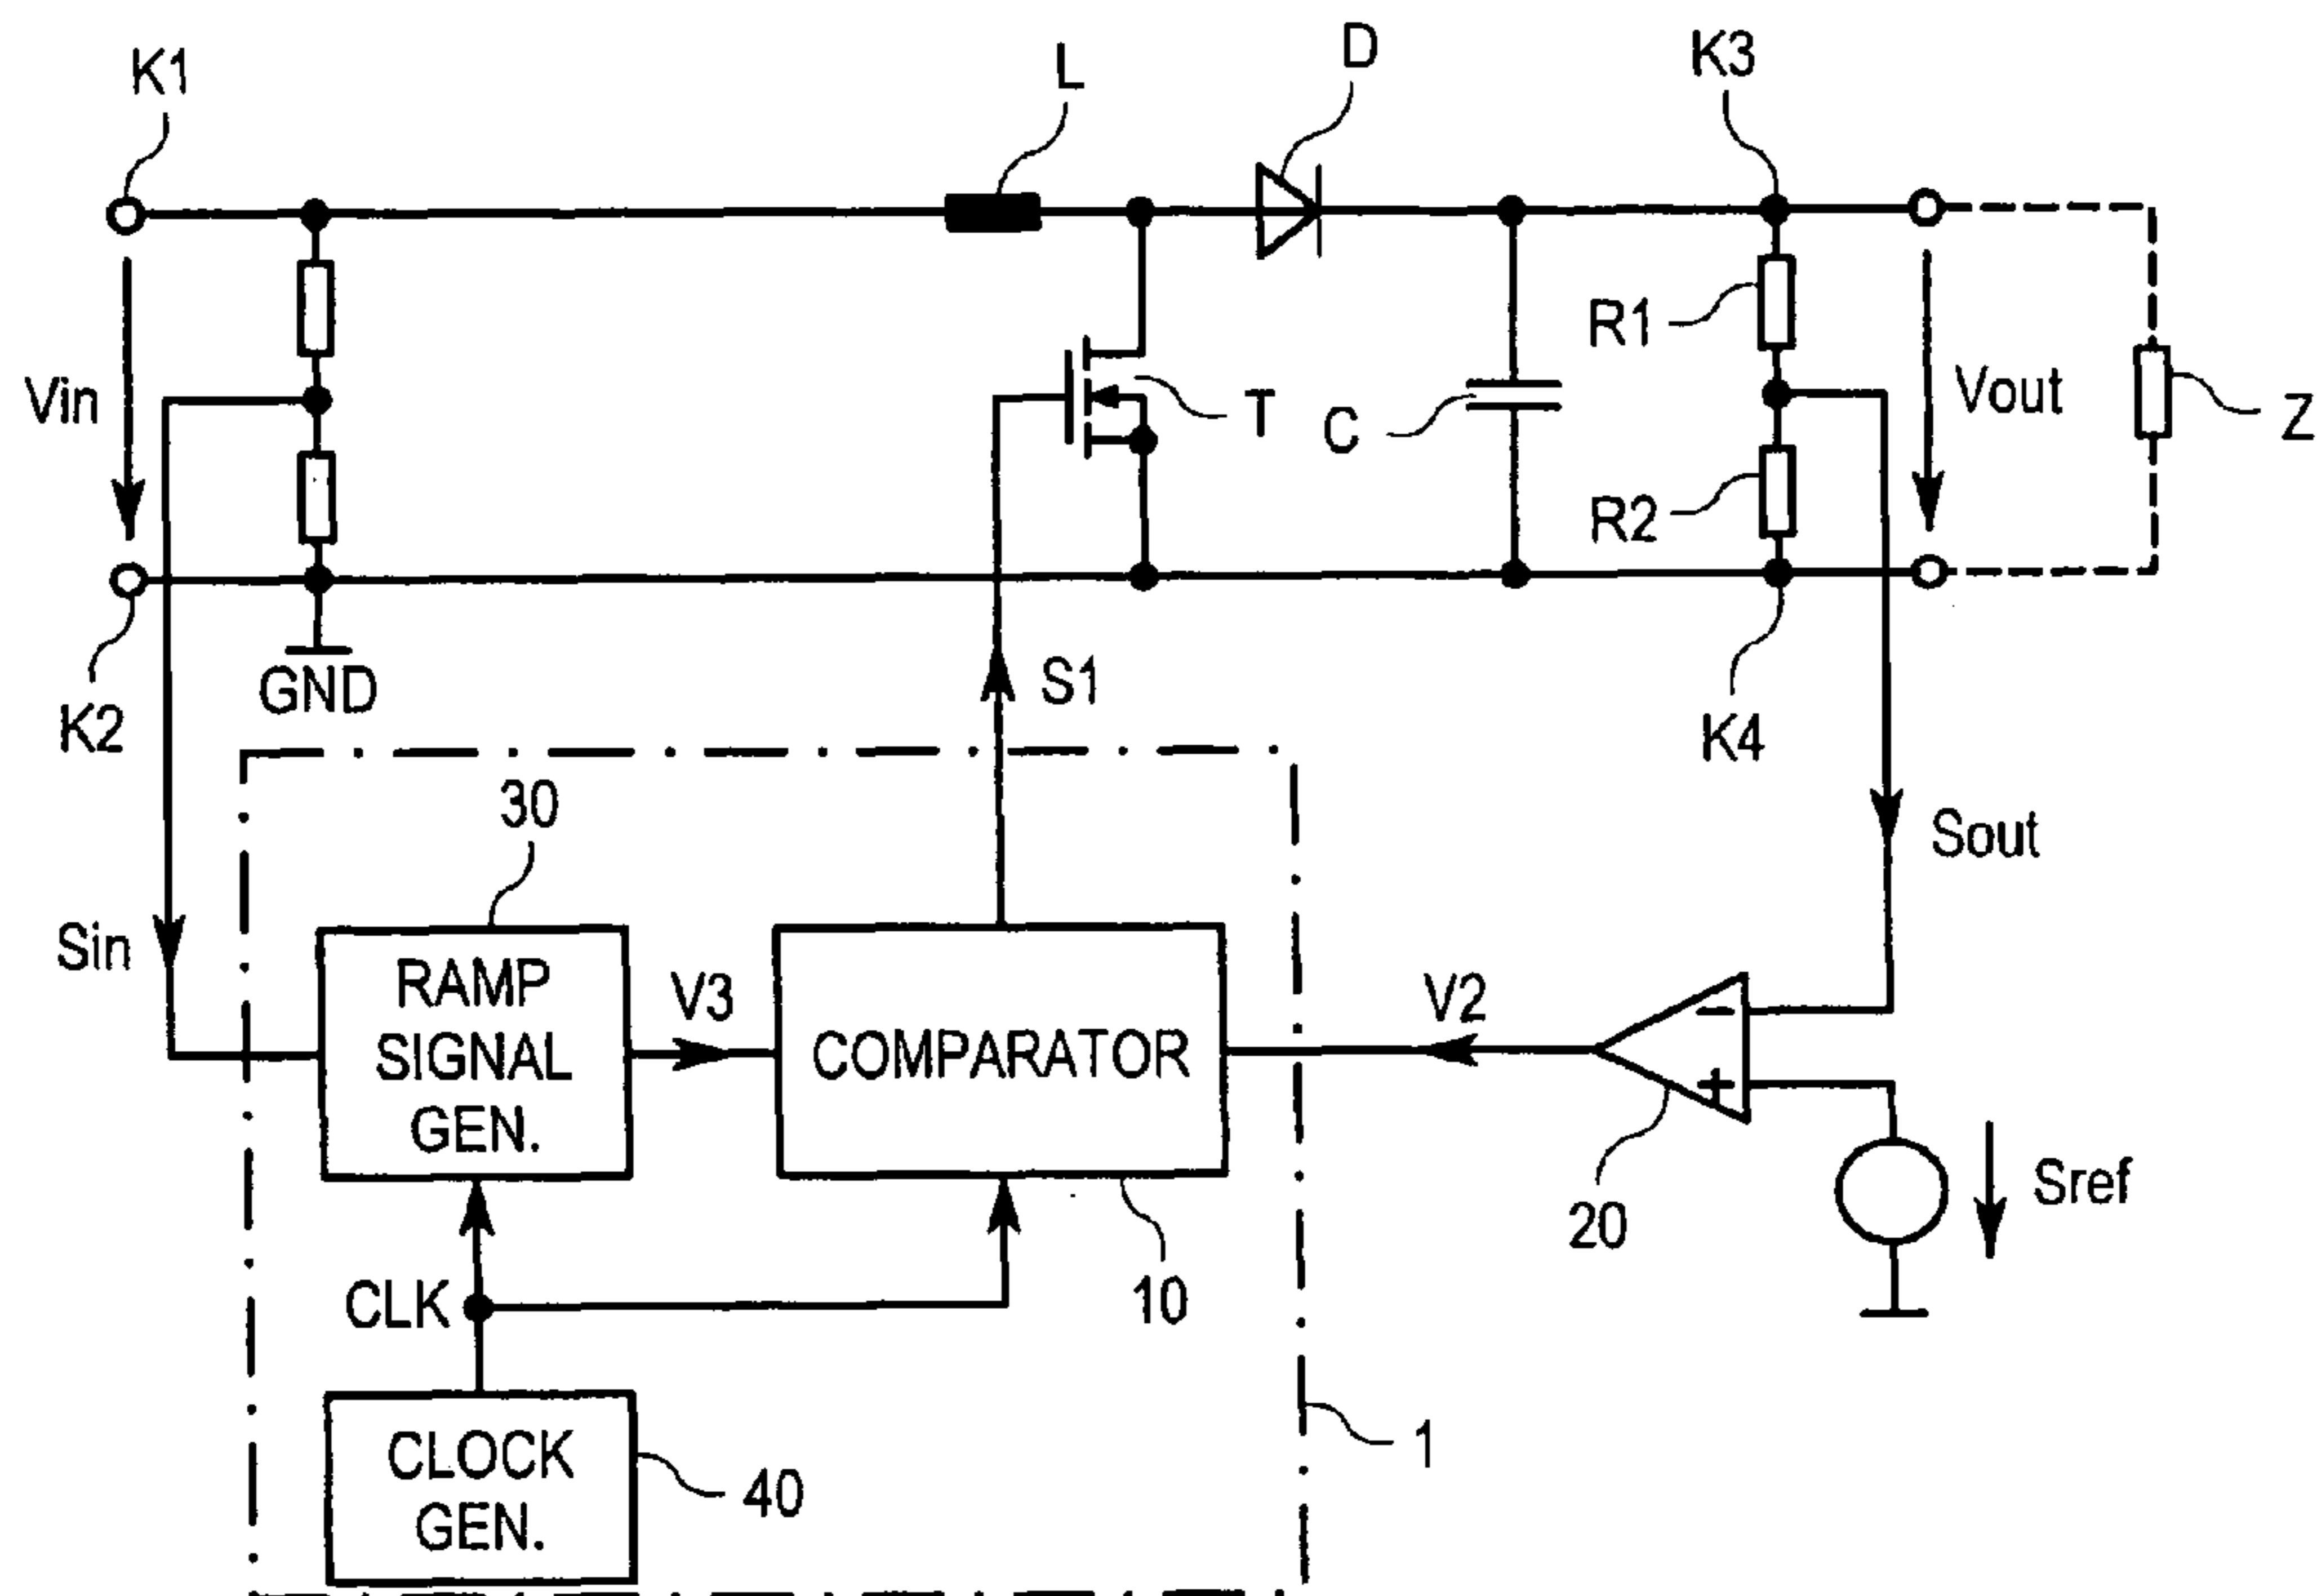 K1
L
D
K3
Vin
T
C
R1
R2
Vout
Z
K2
GND
S1
K4
30
Sout
Sin
RAMP
SIGNAL
GEN.
V3
COMPARATOR
V2
-
+
20
Sref
10
CLK
CLOCK
GEN.
40
1